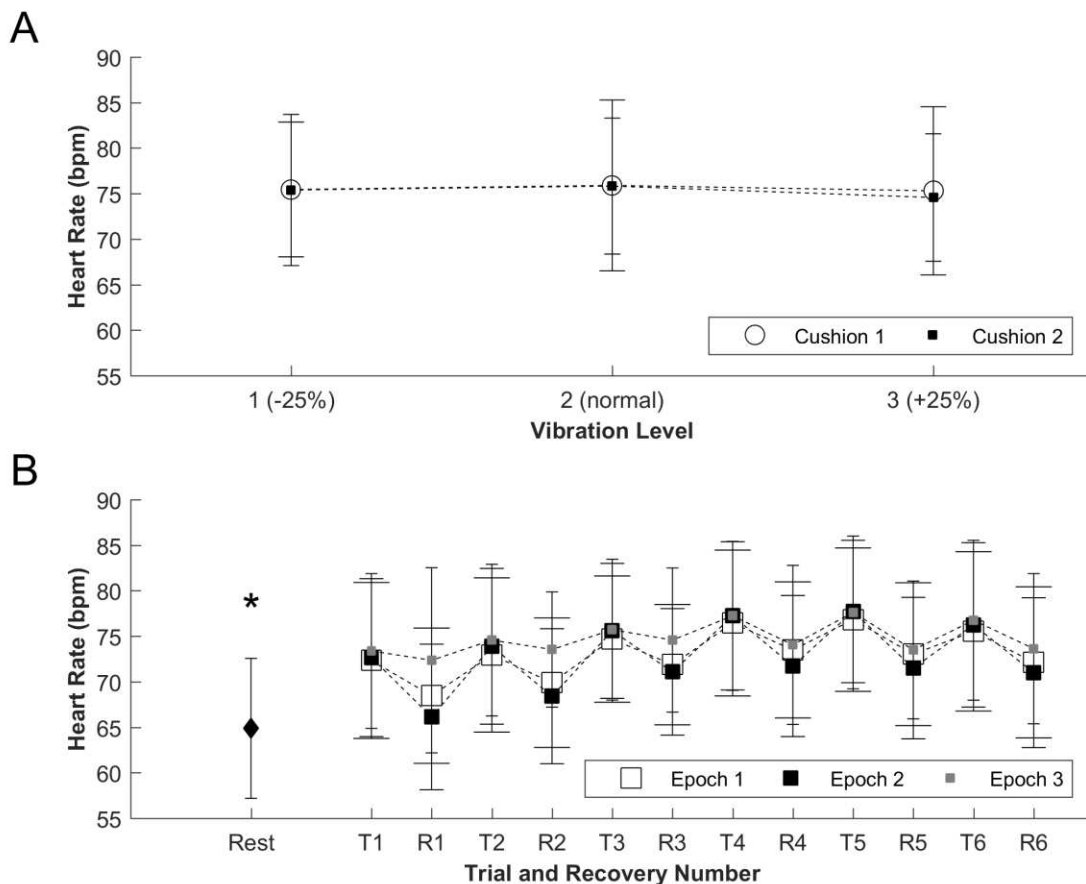 A
90
85
80
75
70
65
60
55
Heart Rate (bpm)
Cushion 1 Cushion 2
1 (-25%) 2 (normal) 3 (+25%)
Vibration Level
B
90
85
80
75
70
65
60
55
Heart Rate (bpm)
*
Epoch 1 Epoch 2 Epoch 3
Rest T1 R1 T2 R2 T3 R3 T4 R4 T5 R5 T6 R6
Trial and Recovery Number